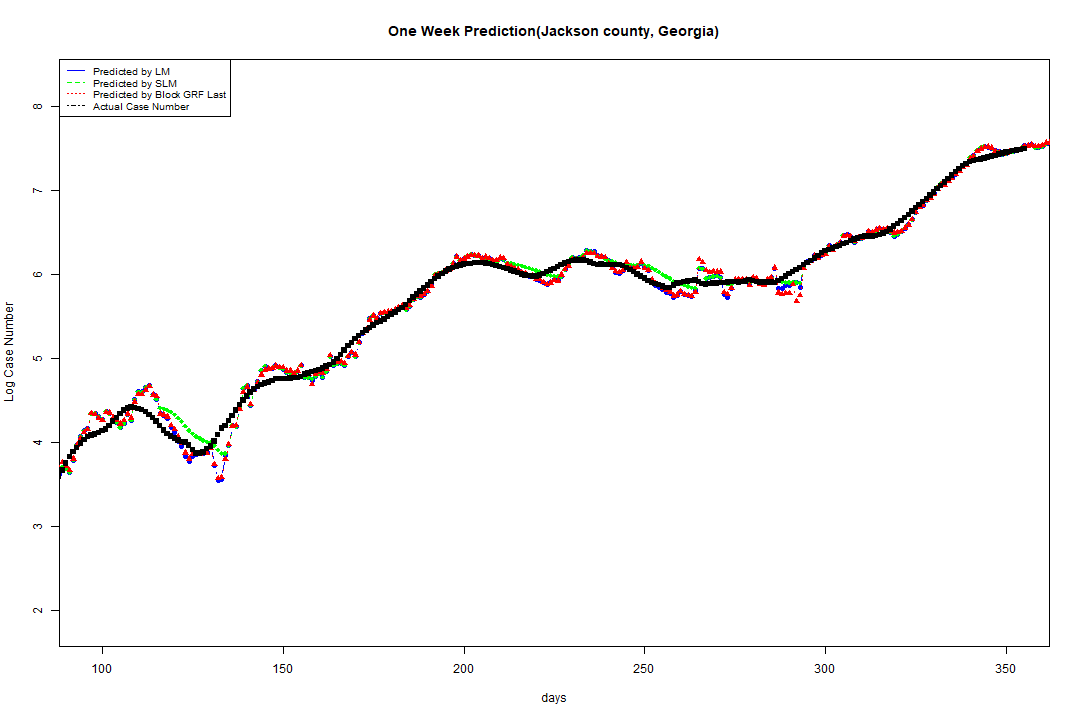 One Week Prediction(Jackson county, Georgia)
Predicted by LM
Predicted by SLM
Predicted by Block GRF Last
Actual Case Number
8
7
6
5
4
3
2
Log Case Number
100 150 200 250 300 350
days